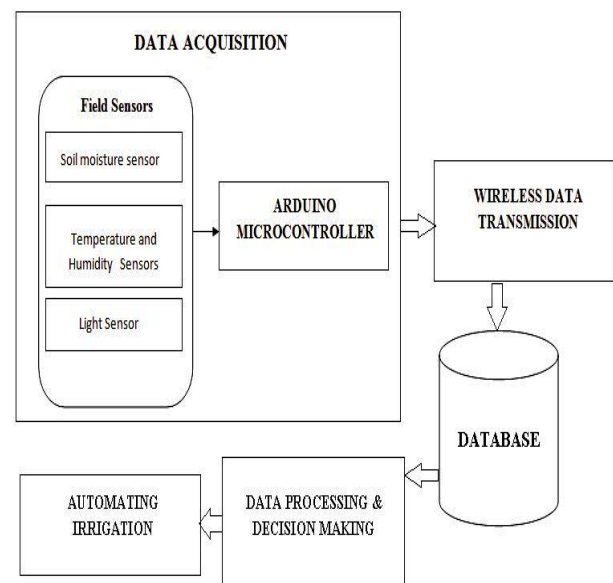 DATA ACQUISITION
Field Sensors
Soil moisture sensor
Temperature and
Humidity Sensors
Light Sensor
ARDUINO
MICROCONTROLLER
WIRELESS DATA
TRANSMISSION
DATABASE
DATA PROCESSING &
DECISION MAKING
AUTOMATING
IRRIGATION